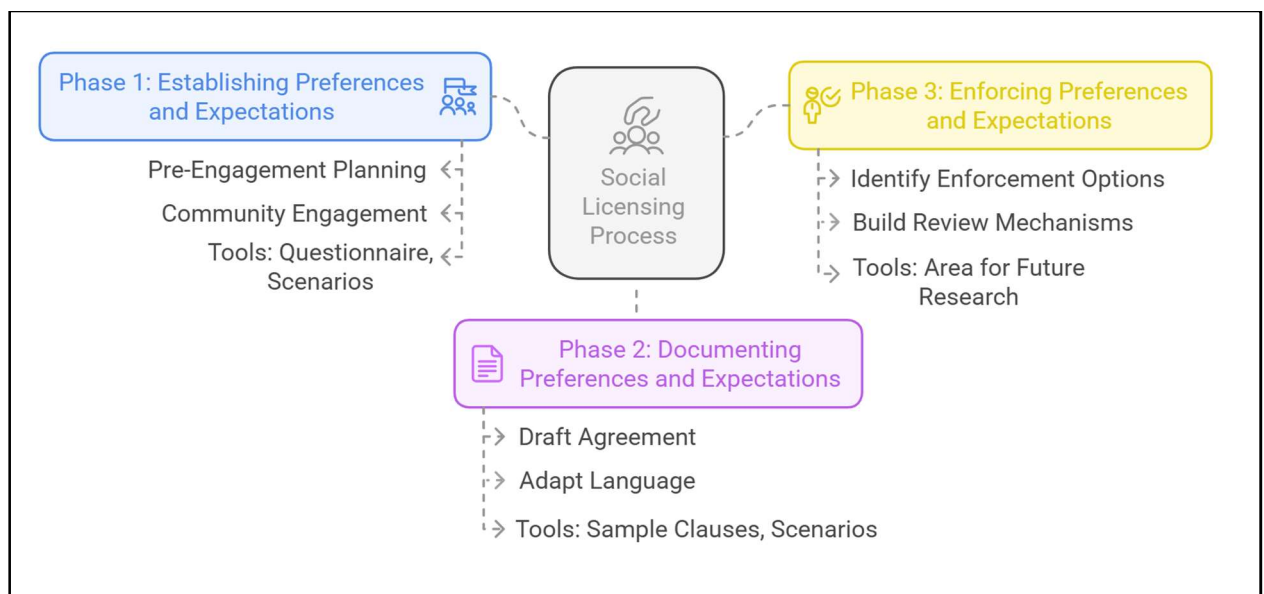 Phase 1: Establishing Preferences
and Expectations
Pre-Engagement Planning
Community Engagement
Tools: Questionnaire,
Scenarios
Social
Licensing
Process
Phase 3: Enforcing Preferences
and Expectations
Identify Enforcement Options
Build Review Mechanisms
Tools: Area for Future
Research
Phase 2: Documenting
Preferences and Expectations
Draft Agreement
Adapt Language
Tools: Sample Clauses, Scenarios